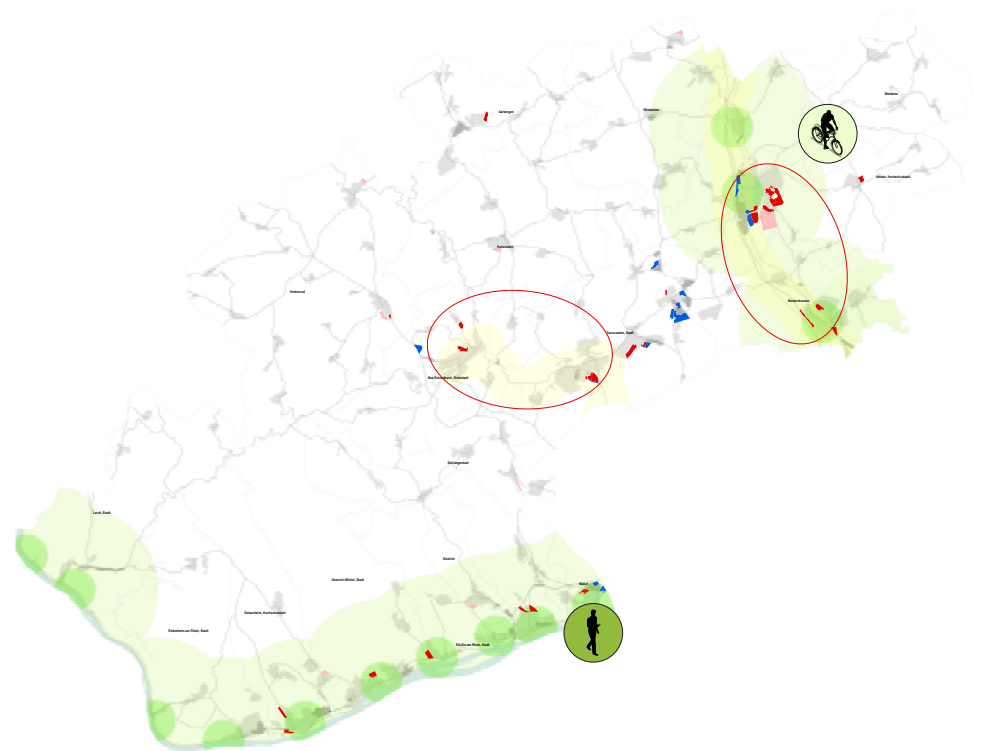 Waldems
Aarbergen
Hünstetten
Idstein, Hochschulstadt
Hohenstein
Heidenrod
Niedernhausen
Taunusstein, Stadt
Bad Schwalbach, Kreisstadt
Schlangenbad
Lorch, Stadt
Kiedrich
Oestrich-Winkel, Stadt
Walluf
Geisenheim, Hochschulstadt
Rüdesheim am Rhein, Stadt
Eltville am Rhein, Stadt